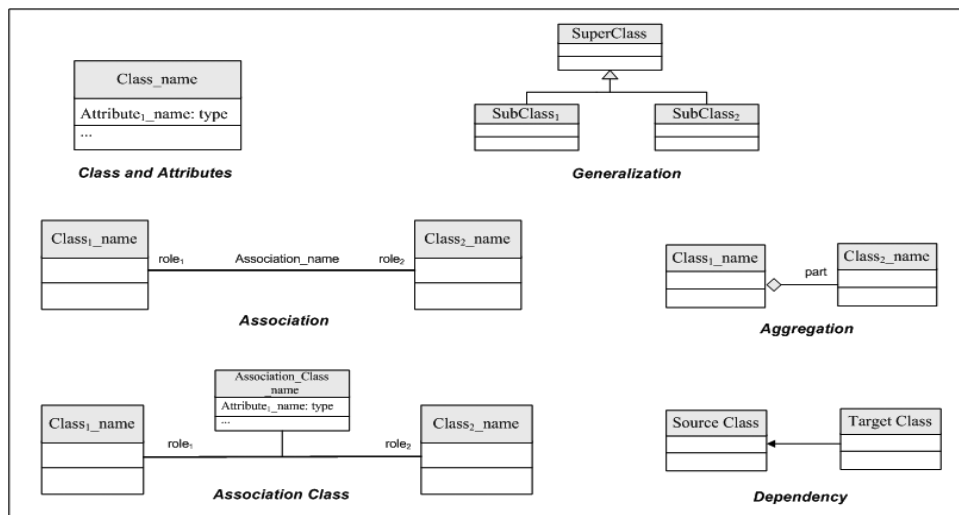 Class_name
Attribute₁_name: type
...
Class and Attributes
SuperClass
SubClass₁
SubClass₂
Generalization
Class₁_name
role₁
Association_name
role₂
Class₂_name
Association
Class₁_name
part
Class₂_name
Aggregation
Class₁_name
role₁
Association_Class
_name
Attribute₁_name: type
...
role₂
Class₂_name
Association Class
Source Class
Target Class
Dependency